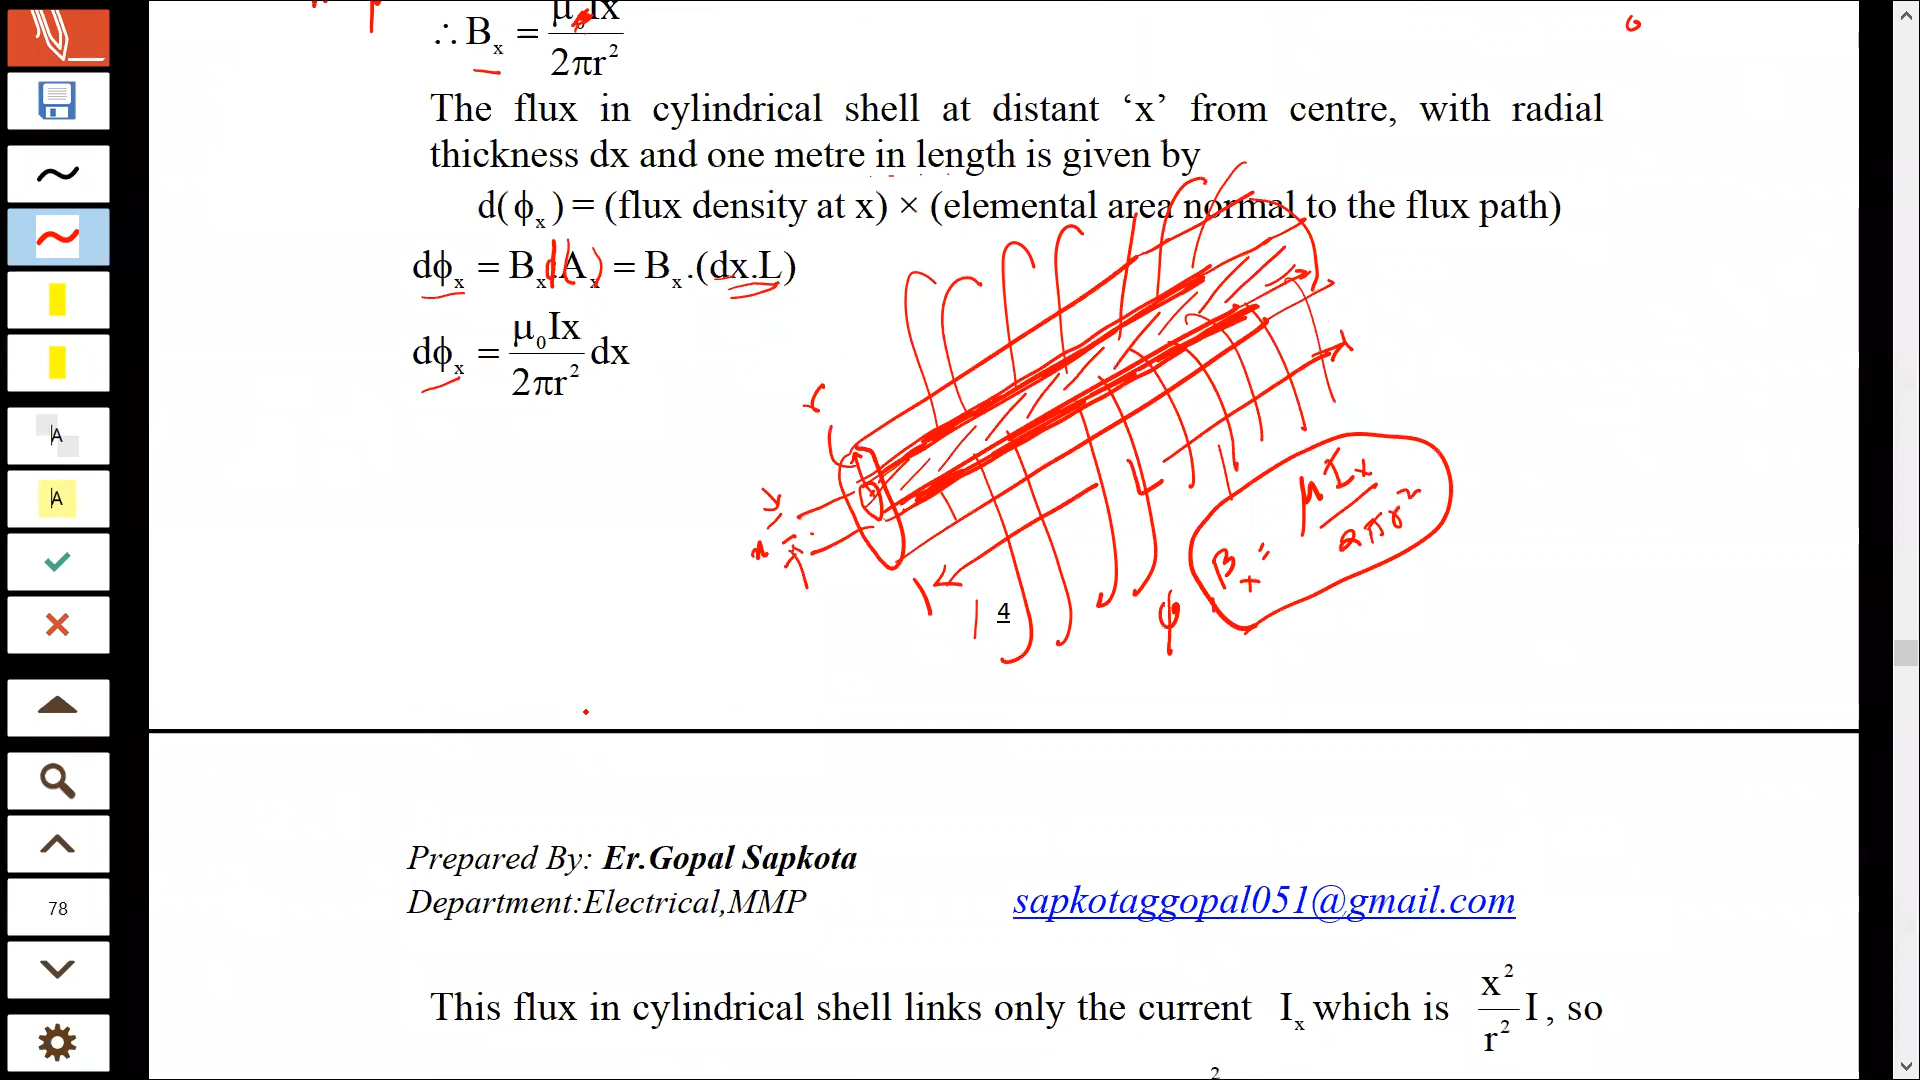 ∴ Bₓ = μ₀Ix / 2πr²
The flux in cylindrical shell at distant ‘x’ from centre, with radial
thickness dx and one metre in length is given by
d(ϕₓ) = (flux density at x) × (elemental area normal to the flux path)
dϕₓ = Bₓ.d(Aₓ) = Bₓ.(dx.L)
dϕₓ = μ₀Ix / 2πr² dx
r
x
Bₓ = μIx / 2πr²
ϕ
1
4
Prepared By: Er.Gopal Sapkota
Department:Electrical,MMP
sapkotaggopal051@gmail.com
This flux in cylindrical shell links only the current Iₓ which is x²/r² I, so
2
A
A
78